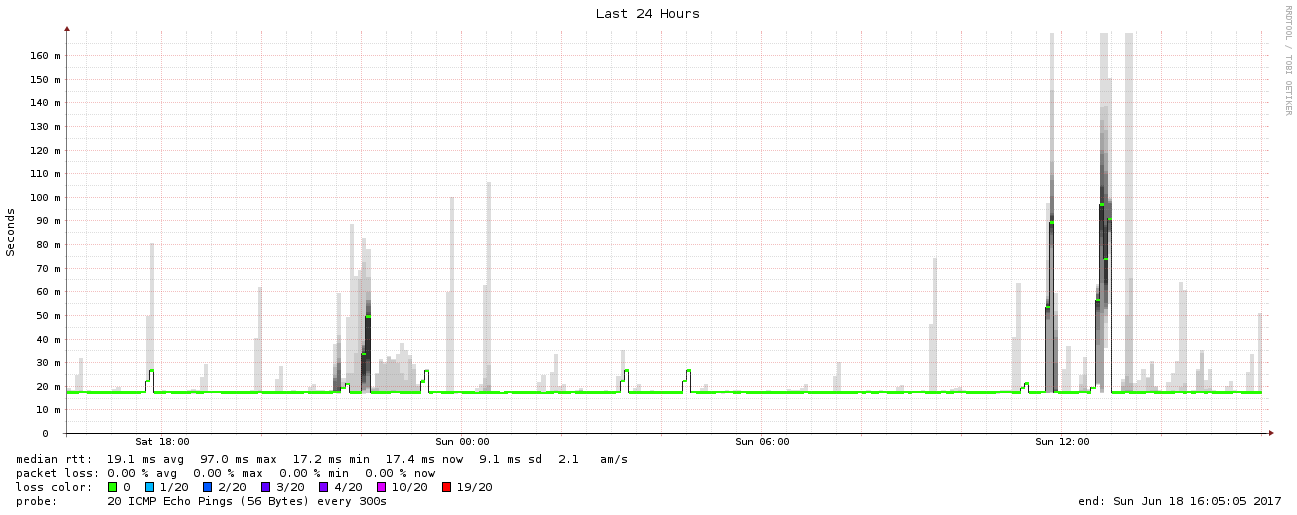 Last 24 Hours
RRDTOOL / TOBI OETIKER
Seconds
160 m
150 m
140 m
130 m
120 m
110 m
100 m
90 m
80 m
70 m
60 m
50 m
40 m
30 m
20 m
10 m
0
Sat 18:00 Sun 00:00 Sun 06:00 Sun 12:00
median rtt: 19.1 ms avg 97.0 ms max 17.2 ms min 17.4 ms now 9.1 ms sd 2.1 am/s
packet loss: 0.00 % avg 0.00 % max 0.00 % min 0.00 % now
loss color: 0 1/20 2/20 3/20 4/20 10/20 19/20
probe: 20 ICMP Echo Pings (56 Bytes) every 300s end: Sun Jun 18 16:05:05 2017